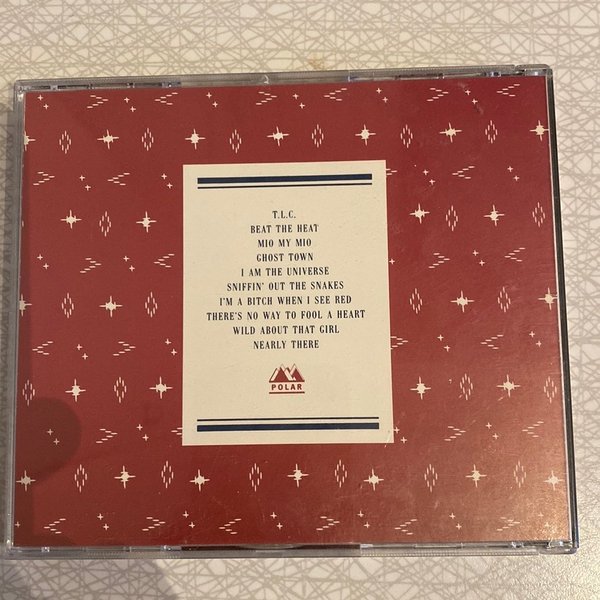 T.L.C.
BEAT THE HEAT
MIO MY MIO
GHOST TOWN
I AM THE UNIVERSE
SNIFFIN' OUT THE SNAKES
I'M A BITCH WHEN I SEE RED
THERE'S NO WAY TO FOOL A HEART
WILD ABOUT THAT GIRL
NEARLY THERE
POLAR